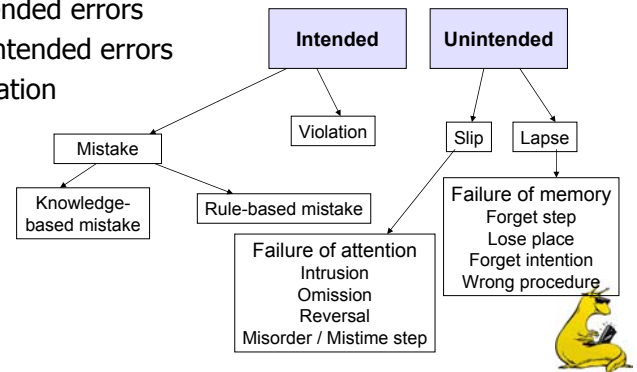 ended errors
ntended errors
ation
Intended
Unintended
Mistake
Violation
Slip
Lapse
Knowledge-
based mistake
Rule-based mistake
Failure of attention
Intrusion
Omission
Reversal
Misorder / Mistime step
Failure of memory
Forget step
Lose place
Forget intention
Wrong procedure